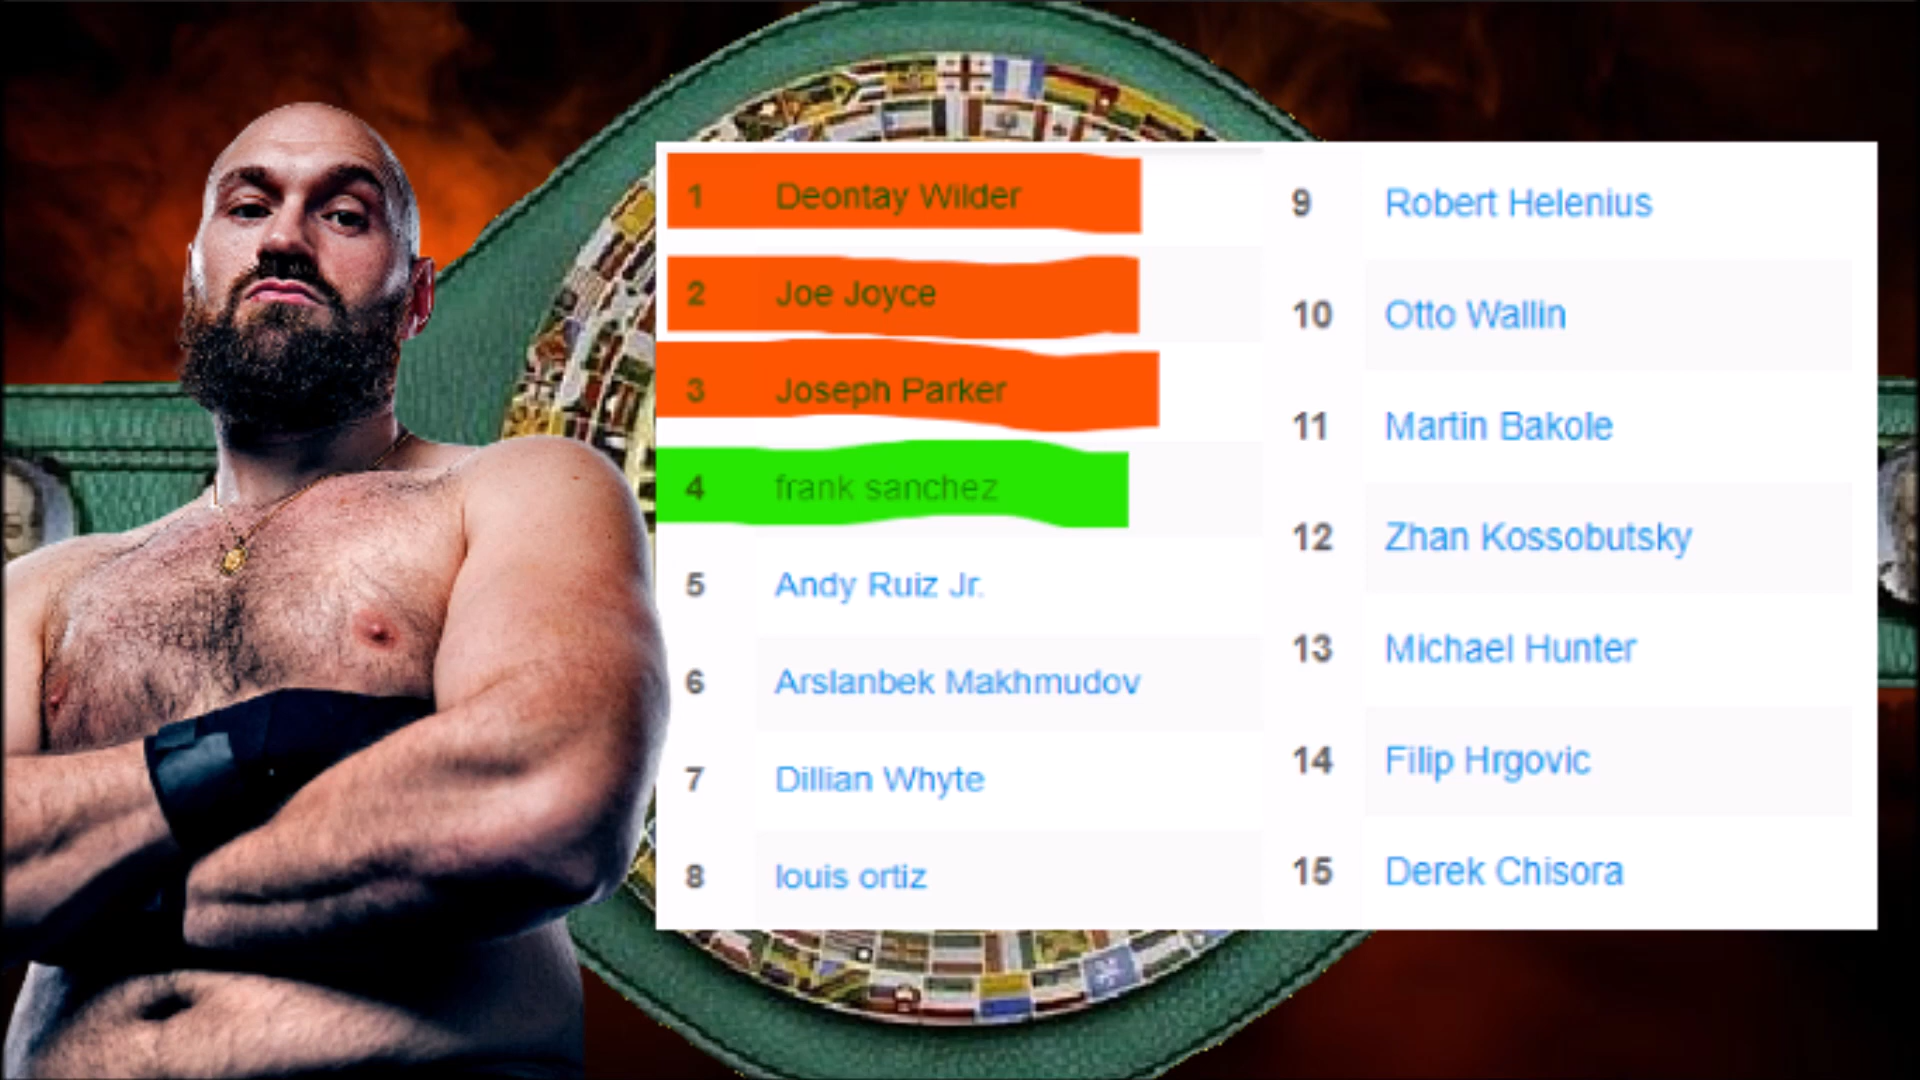 1 Deontay Wilder
2 Joe Joyce
3 Joseph Parker
4 frank sanchez
5 Andy Ruiz Jr.
6 Arslanbek Makhmudov
7 Dillian Whyte
8 louis ortiz
9 Robert Helenius
10 Otto Wallin
11 Martin Bakole
12 Zhan Kossobutsky
13 Michael Hunter
14 Filip Hrgovic
15 Derek Chisora